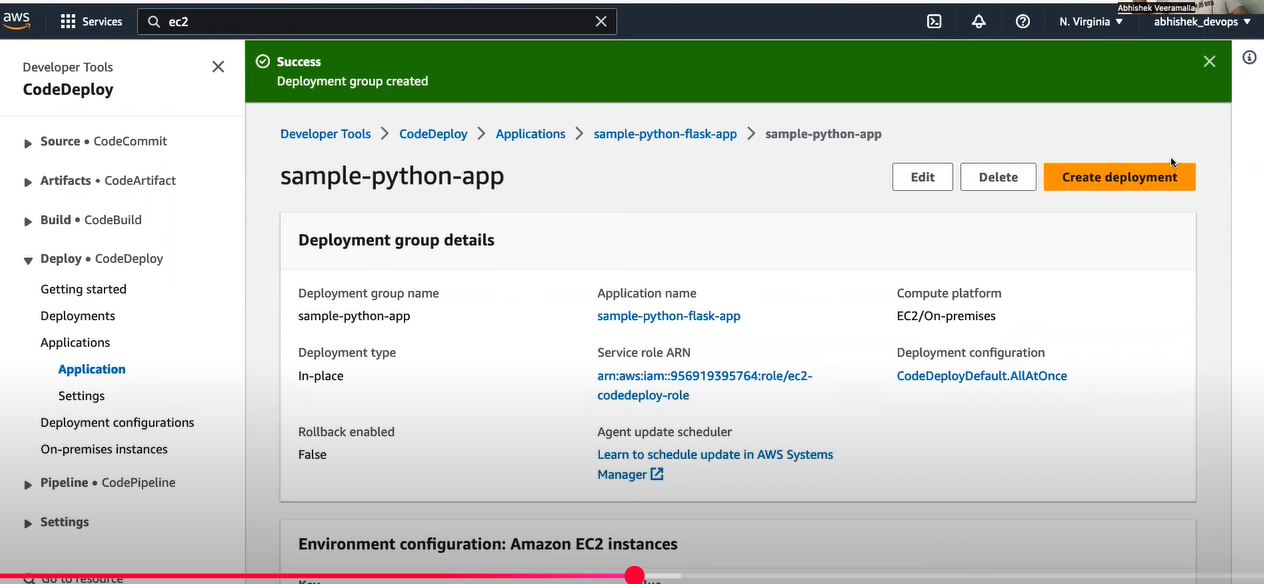 aws
Services
ec2
N. Virginia
Abhishek Veeramalla
abhishek_devops
Developer Tools
CodeDeploy
Source • CodeCommit
Artifacts • CodeArtifact
Build • CodeBuild
Deploy • CodeDeploy
Getting started
Deployments
Applications
Application
Settings
Deployment configurations
On-premises instances
Pipeline • CodePipeline
Settings
Go to resource
Success
Deployment group created
Developer Tools > CodeDeploy > Applications > sample-python-flask-app > sample-python-app
sample-python-app
Edit
Delete
Create deployment
Deployment group details
Deployment group name
sample-python-app
Application name
sample-python-flask-app
Compute platform
EC2/On-premises
Deployment type
In-place
Service role ARN
arn:aws:iam::956919395764:role/ec2-
codedeploy-role
Deployment configuration
CodeDeployDefault.AllAtOnce
Rollback enabled
False
Agent update scheduler
Learn to schedule update in AWS Systems
Manager
Environment configuration: Amazon EC2 instances
Key